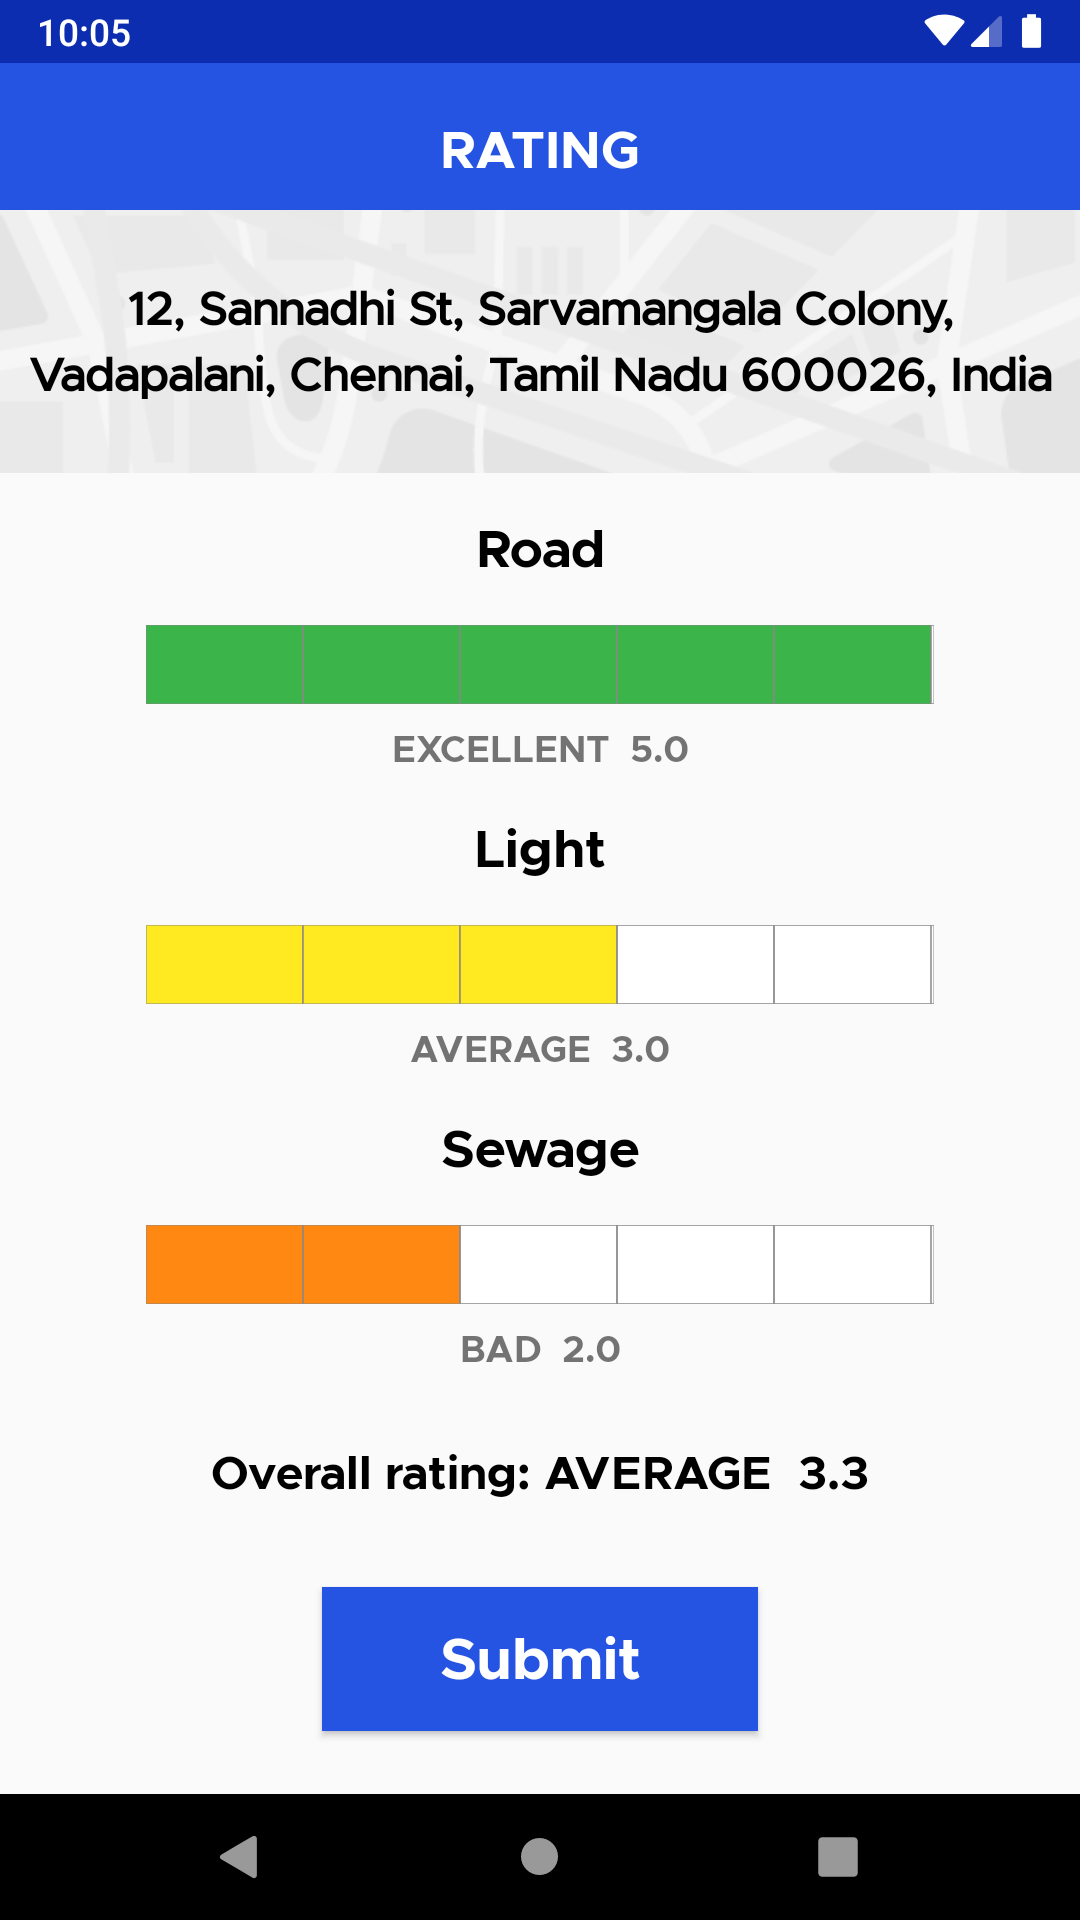 10:05
RATING
12, Sannadhi St, Sarvamangala Colony,
Vadapalani, Chennai, Tamil Nadu 600026, India
Road
EXCELLENT 5.0
Light
AVERAGE 3.0
Sewage
BAD 2.0
Overall rating: AVERAGE 3.3
Submit